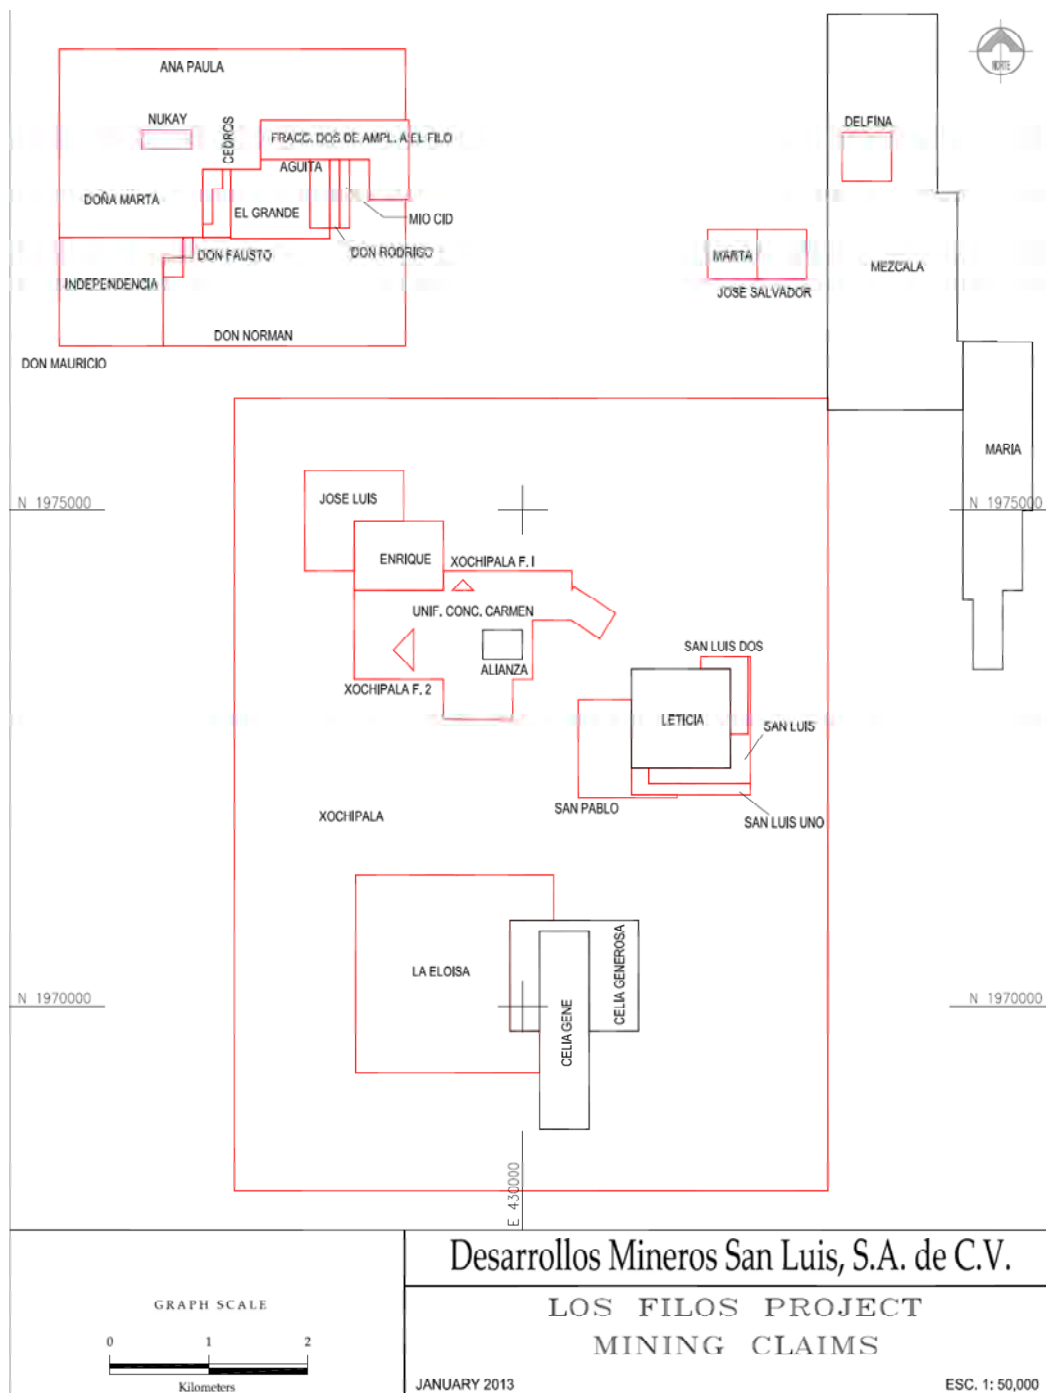 ANA PAULA
NORTE
NUKAY
CEDROS
FRACC. DOS DE AMPL. A EL FILO
DELFINA
AGUITA
DOÑA MARTA
EL GRANDE
MIO CID
DON FAUSTO
DON RODRIGO
MARTA
MEZCALA
INDEPENDENCIA
JOSE SALVADOR
DON NORMAN
DON MAURICIO
MARIA
JOSE LUIS
N 1975000
N 1975000
ENRIQUE
XOCHIPALA F.1
UNIF. CONC. CARMEN
ALIANZA
SAN LUIS DOS
XOCHIPALA F. 2
LETICIA
SAN LUIS
SAN PABLO
XOCHIPALA
SAN LUIS UNO
LA ELOISA
CELIA GENEROSA
N 1970000
N 1970000
CELIA GENE
E 430000
Desarrollos Mineros San Luis, S.A. de C.V.
GRAPH SCALE
LOS FILOS PROJECT
MINING CLAIMS
0 1 2
Kilometers
JANUARY 2013
ESC. 1: 50,000